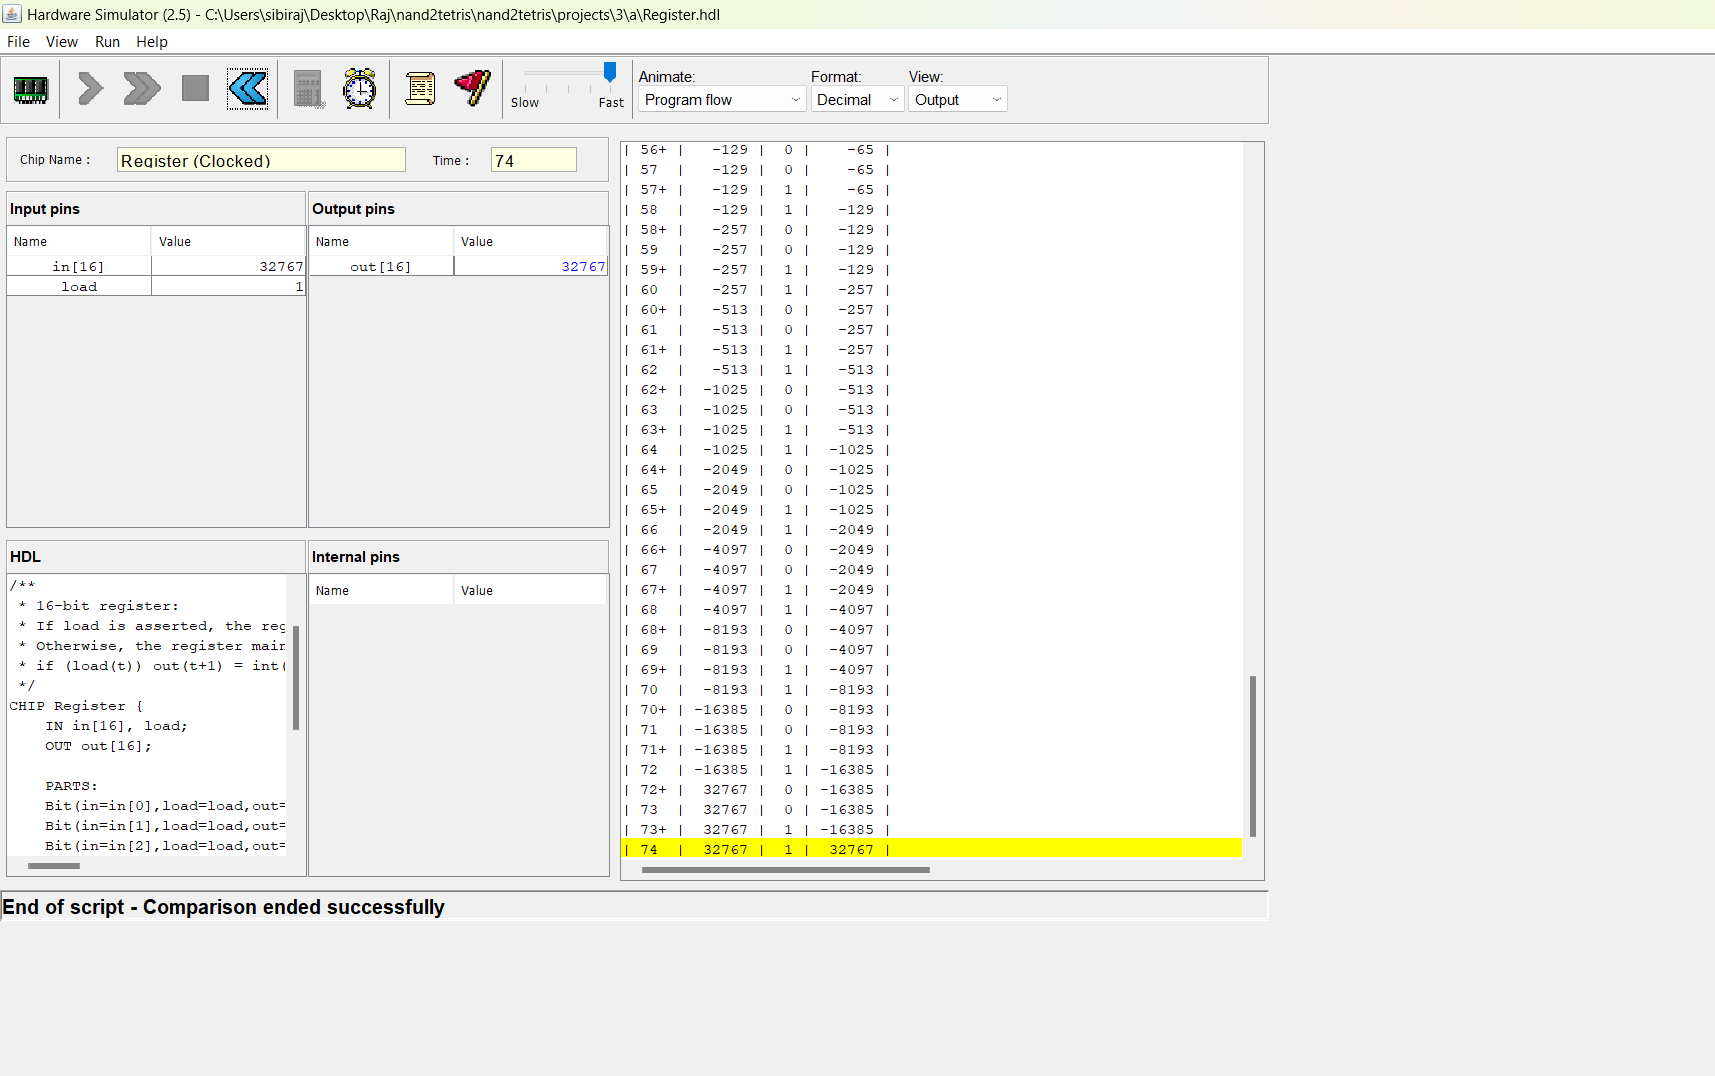 Hardware Simulator (2.5) - C:\Users\sibiraj\Desktop\Raj\nand2tetris\nand2tetris\projects\3\a\Register.hdl
File View Run Help
Slow Fast
Animate: Format: View:
Program flow Decimal Output
Chip Name : Register (Clocked) Time : 74
Input pins
Name Value
in[16] 32767
load 1
Output pins
Name Value
out[16] 32767
HDL
/**
* 16-bit register:
* If load is asserted, the reg
* Otherwise, the register main
* if (load(t)) out(t+1) = int(
*/
CHIP Register {
IN in[16], load;
OUT out[16];
PARTS:
Bit(in=in[0],load=load,out=
Bit(in=in[1],load=load,out=
Bit(in=in[2],load=load,out=
Internal pins
Name Value
| 56+ | -129 | 0 | -65 |
| 57 | -129 | 0 | -65 |
| 57+ | -129 | 1 | -65 |
| 58 | -129 | 1 | -129 |
| 58+ | -257 | 0 | -129 |
| 59 | -257 | 0 | -129 |
| 59+ | -257 | 1 | -129 |
| 60 | -257 | 1 | -257 |
| 60+ | -513 | 0 | -257 |
| 61 | -513 | 0 | -257 |
| 61+ | -513 | 1 | -257 |
| 62 | -513 | 1 | -513 |
| 62+ | -1025 | 0 | -513 |
| 63 | -1025 | 0 | -513 |
| 63+ | -1025 | 1 | -513 |
| 64 | -1025 | 1 | -1025 |
| 64+ | -2049 | 0 | -1025 |
| 65 | -2049 | 0 | -1025 |
| 65+ | -2049 | 1 | -1025 |
| 66 | -2049 | 1 | -2049 |
| 66+ | -4097 | 0 | -2049 |
| 67 | -4097 | 0 | -2049 |
| 67+ | -4097 | 1 | -2049 |
| 68 | -4097 | 1 | -4097 |
| 68+ | -8193 | 0 | -4097 |
| 69 | -8193 | 0 | -4097 |
| 69+ | -8193 | 1 | -4097 |
| 70 | -8193 | 1 | -8193 |
| 70+ | -16385 | 0 | -8193 |
| 71 | -16385 | 0 | -8193 |
| 71+ | -16385 | 1 | -8193 |
| 72 | -16385 | 1 | -16385 |
| 72+ | 32767 | 0 | -16385 |
| 73 | 32767 | 0 | -16385 |
| 73+ | 32767 | 1 | -16385 |
| 74 | 32767 | 1 | 32767 |
End of script - Comparison ended successfully